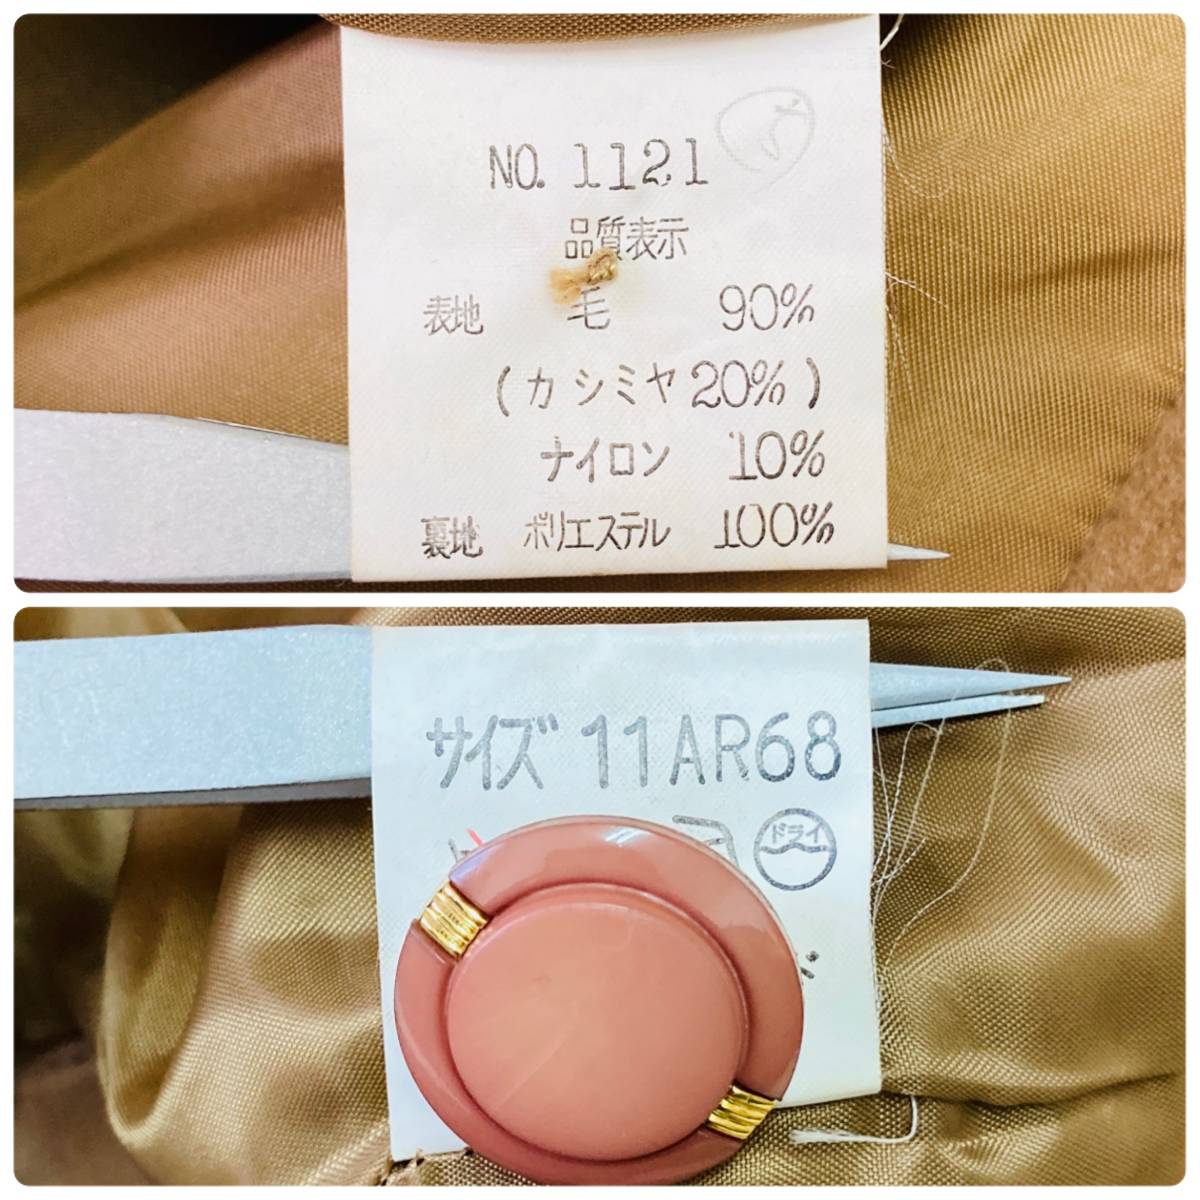 NO. 1121
品質表示
表地 毛 90%
(カシミヤ 20%)
ナイロン 10%
裏地 ポリエステル 100%
サイズ 11AR68
ドライ